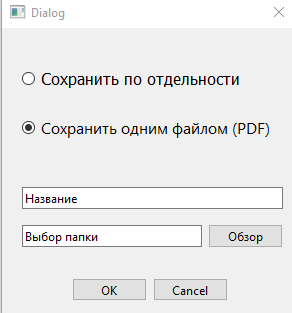 Dialog
Сохранить по отдельности
Сохранить одним файлом (PDF)
Название
Выбор папки
Обзор
OK
Cancel